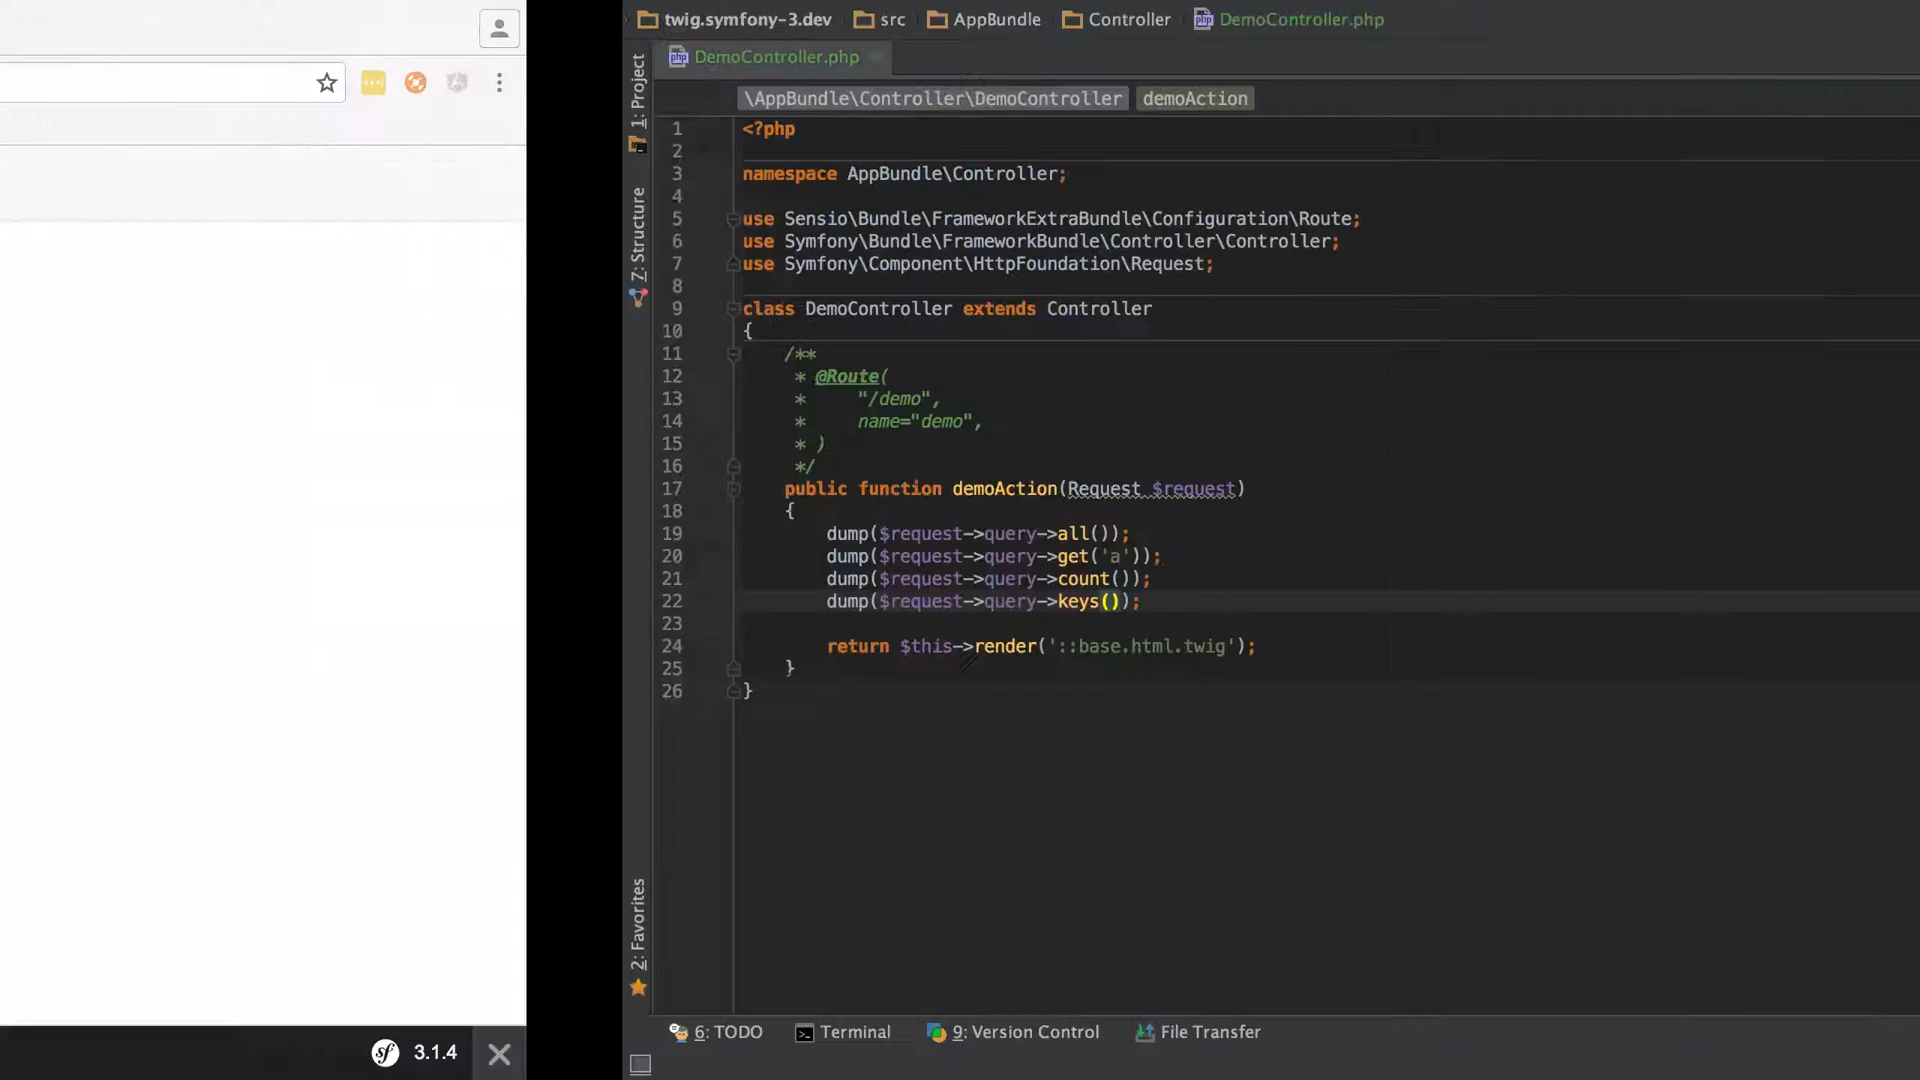 twig.symfony-3.dev src AppBundle Controller DemoController.php
DemoController.php
\AppBundle\Controller\DemoController demoAction
1: Project
7: Structure
2: Favorites
1 <?php
2
3 namespace AppBundle\Controller;
4
5 use Sensio\Bundle\FrameworkExtraBundle\Configuration\Route;
6 use Symfony\Bundle\FrameworkBundle\Controller\Controller;
7 use Symfony\Component\HttpFoundation\Request;
8
9 class DemoController extends Controller
10 {
11     /**
12      * @Route(
13      *     "/demo",
14      *     name="demo",
15      * )
16      */
17     public function demoAction(Request $request)
18     {
19         dump($request->query->all());
20         dump($request->query->get('a'));
21         dump($request->query->count());
22         dump($request->query->keys());
23
24         return $this->render('::base.html.twig');
25     }
26 }
6: TODO Terminal 9: Version Control File Transfer
sf 3.1.4